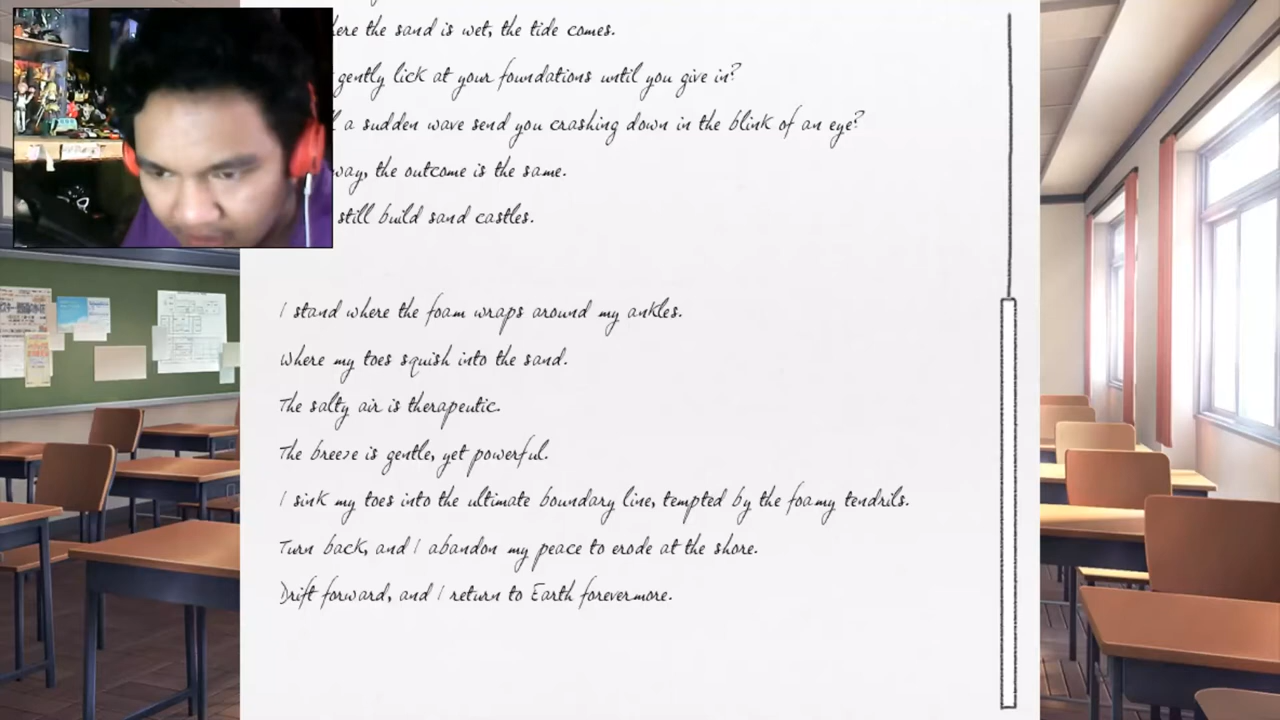 here the sand is wet, the tide comes.
gently lick at your foundations until you give in?
a sudden wave send you crashing down in the blink of an eye?
way, the outcome is the same.
still build sand castles.
I stand where the foam wraps around my ankles.
Where my toes squish into the sand.
The salty air is therapeutic.
The breeze is gentle, yet powerful.
I sink my toes into the ultimate boundary line, tempted by the foamy tendrils.
Turn back, and I abandon my peace to erode at the shore.
Drift forward, and I return to Earth forevermore.